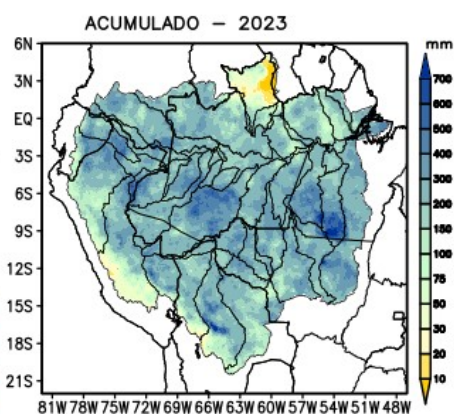 ACUMULADO – 2023
mm
6N
3N
EQ
3S
6S
9S
12S
15S
18S
21S
700
600
500
400
300
200
150
100
75
50
30
20
10
81W 78W 75W 72W 69W 66W 63W 60W 57W 54W 51W 48W